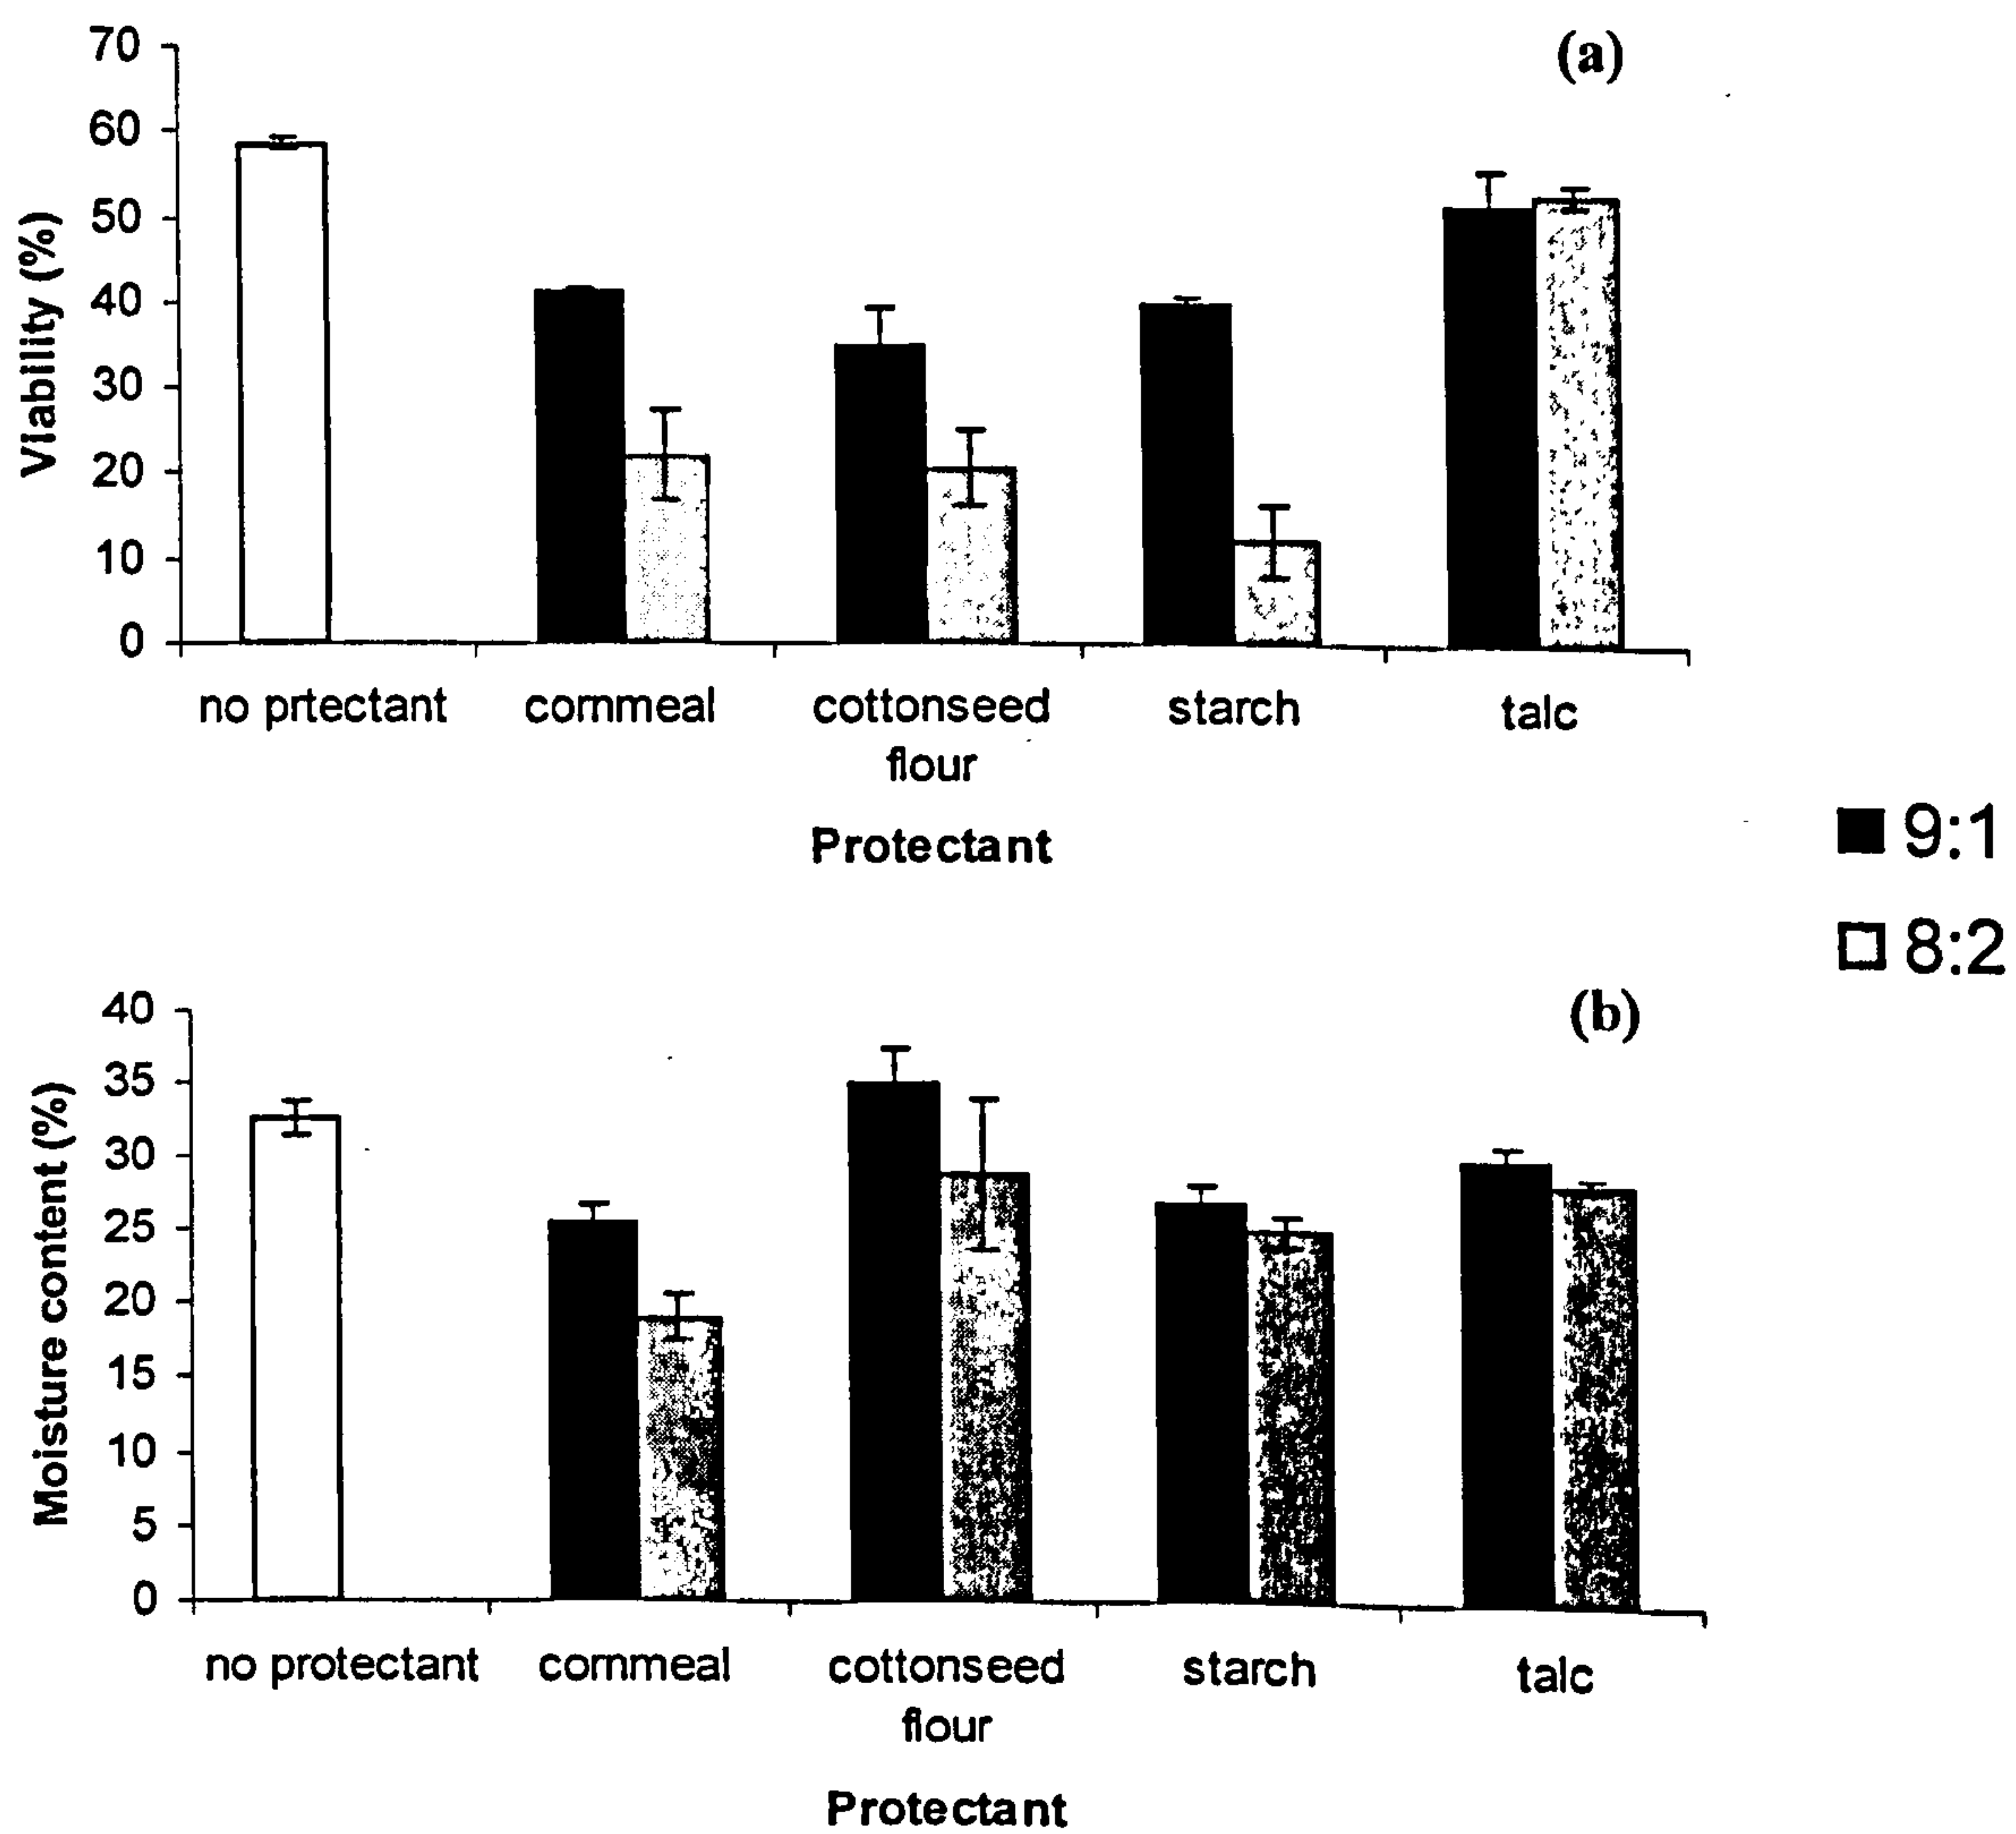 (a)
70
60
50
40
30
20
10
0
Viability (%)
no prtectant cornmeal cottonseed flour starch talc
Protectant
9:1
8:2
(b)
40
35
30
25
20
15
10
5
0
Moisture content (%)
no protectant cornmeal cottonseed flour starch talc
Protectant